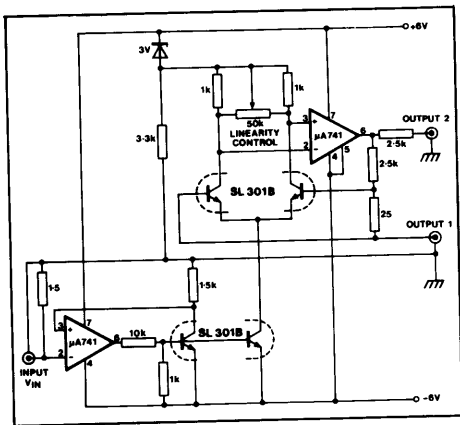 +6V
3V
1k
1k
50k
LINEARITY
CONTROL
3·3k
3
+
2
-
μA741
7
6
4
5
2·5k
OUTPUT 2
2·5k
25
SL 301B
OUTPUT 1
1·5
1·5k
3
+
2
-
μA741
7
6
4
10k
SL 301B
1k
INPUT
VIN
-6V